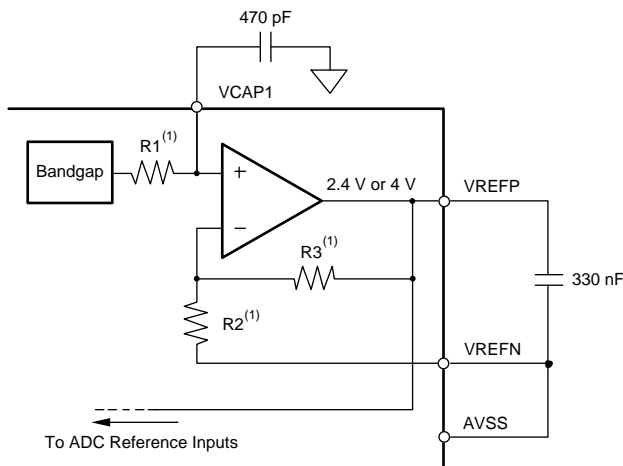 470 pF
VCAP1
R1(1)
Bandgap
+
2.4 V or 4 V
VREFP
−
R3(1)
330 nF
R2(1)
VREFN
AVSS
To ADC Reference Inputs